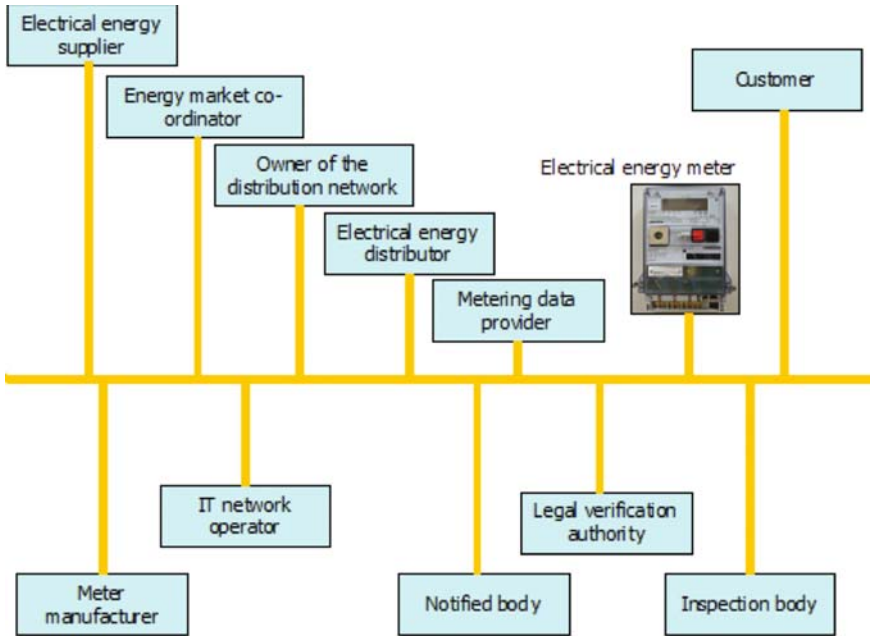 Electrical energy
supplier
Energy market co-
ordinator
Owner of the
distribution network
Electrical energy
distributor
Metering data
provider
Customer
Electrical energy meter
IT network
operator
Legal verification
authority
Meter
manufacturer
Notified body
Inspection body